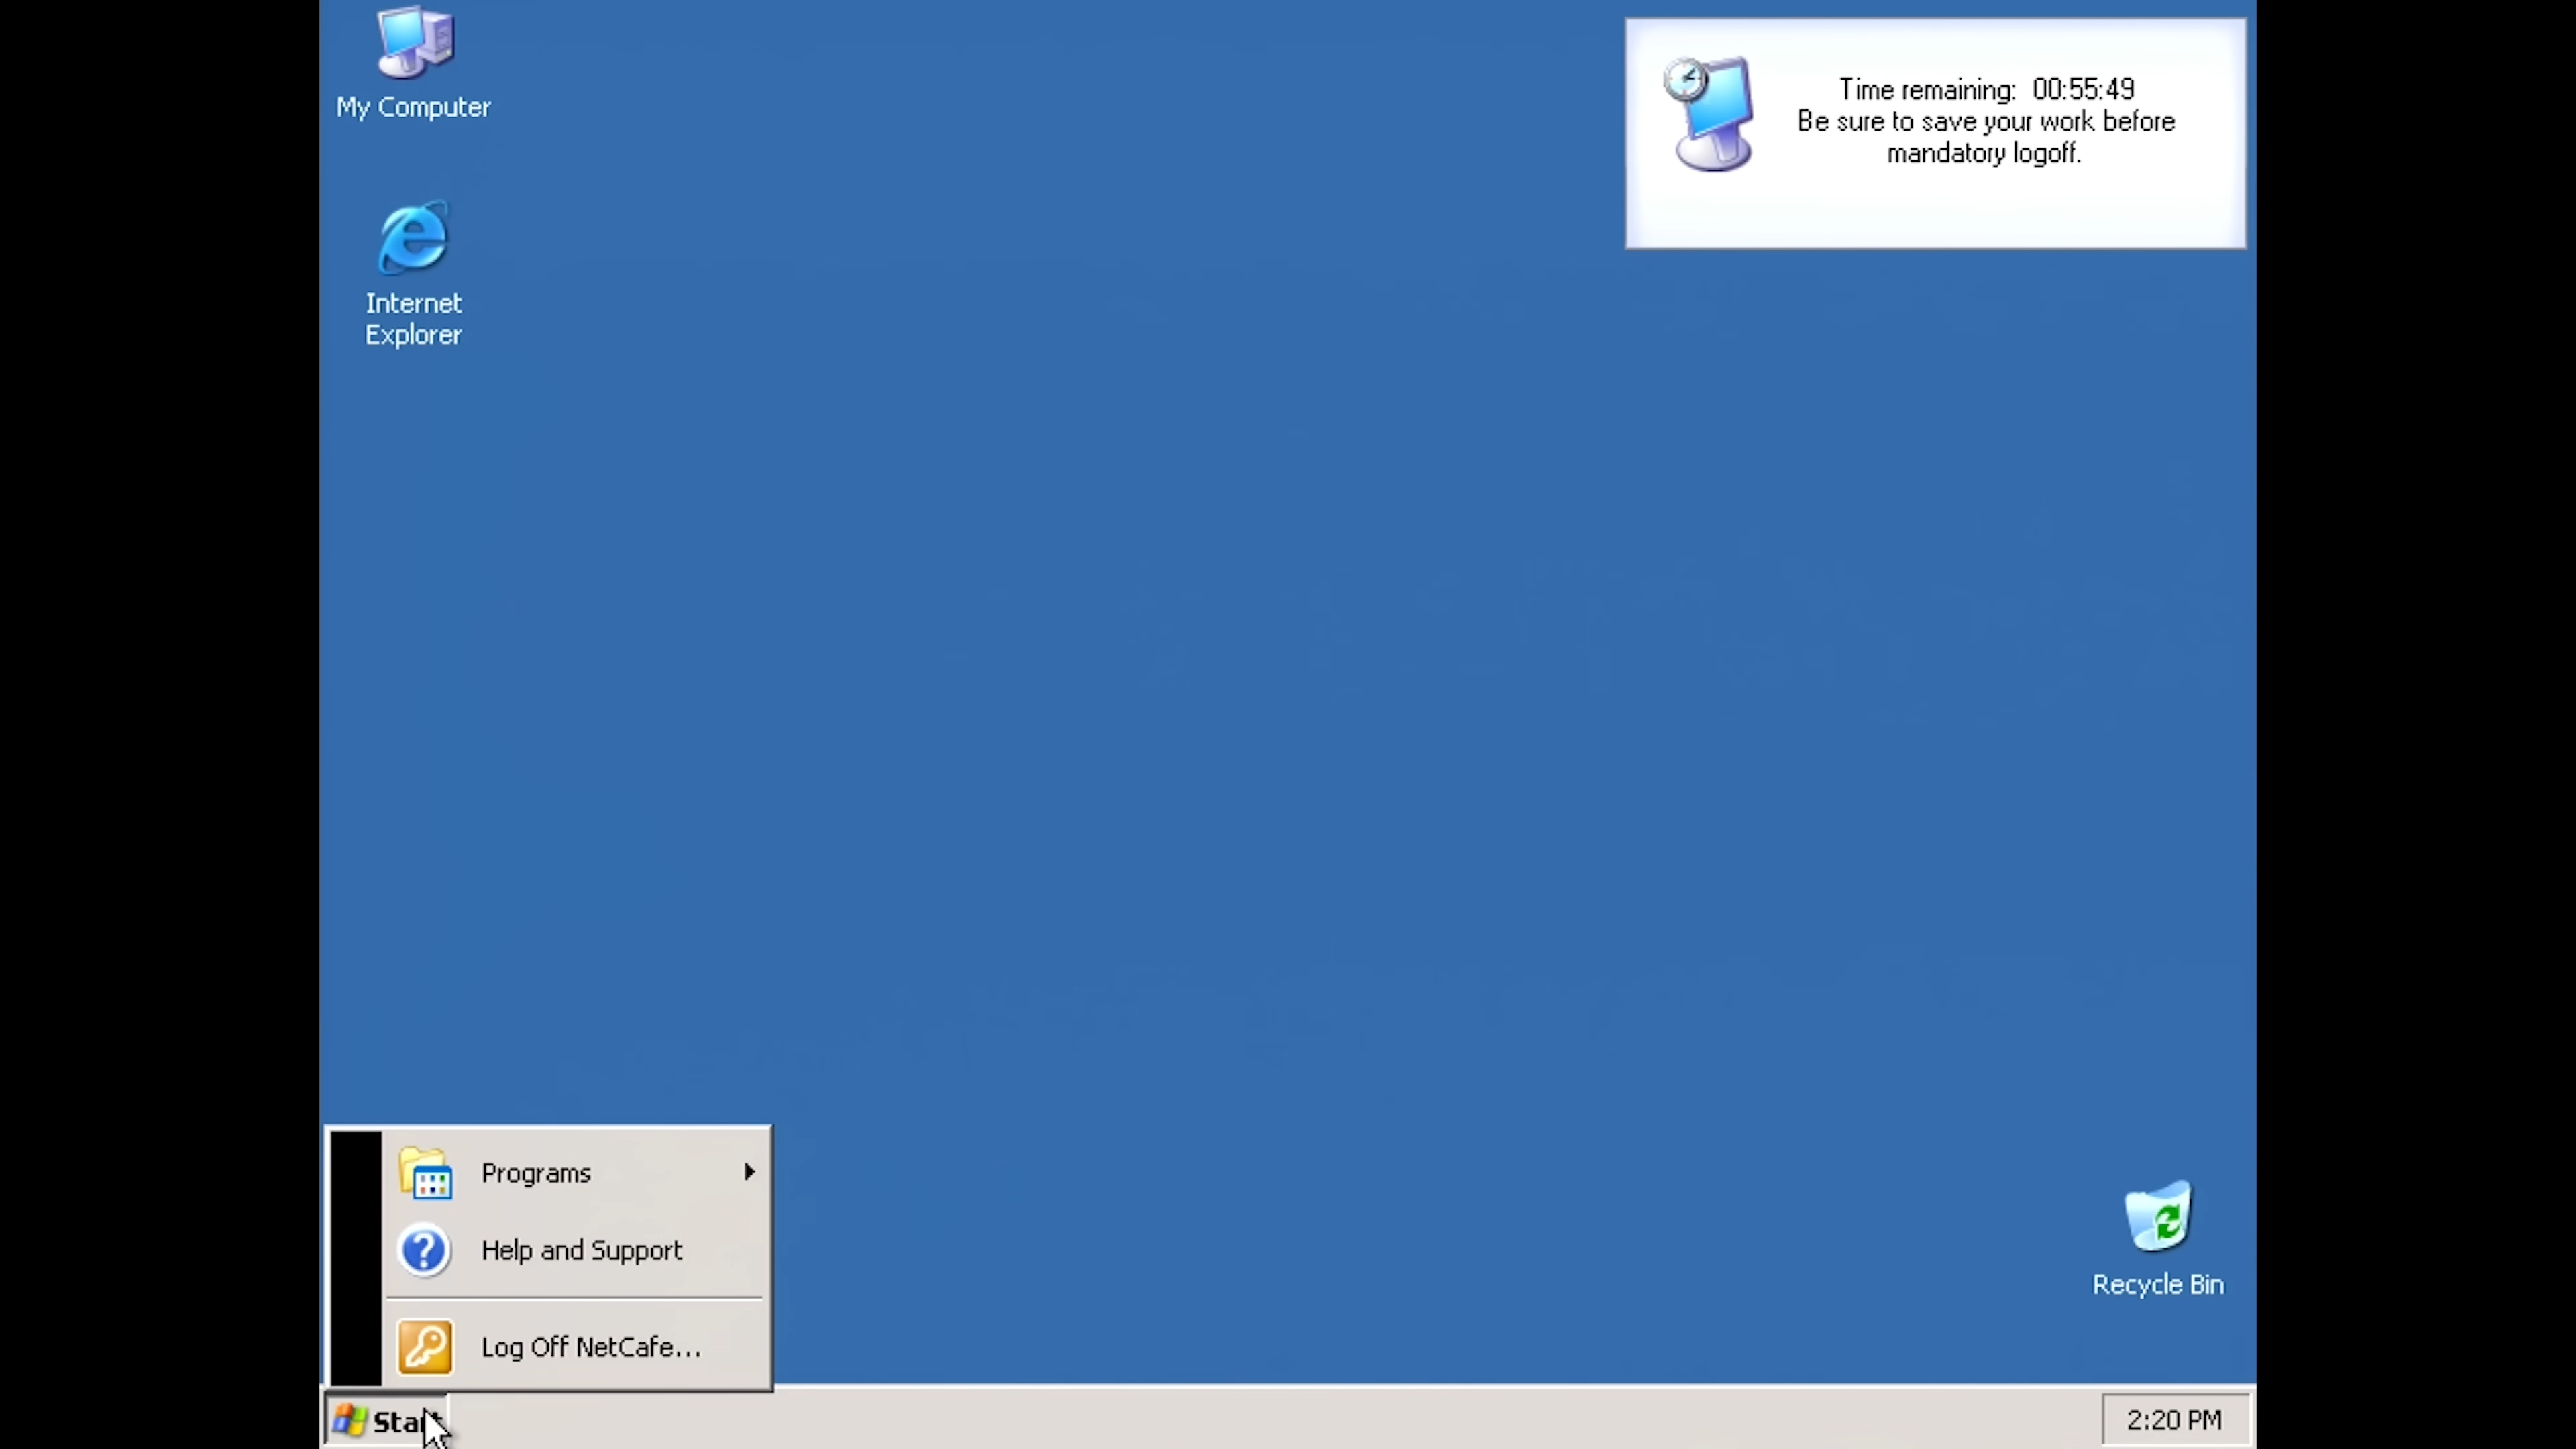 My Computer
Internet
Explorer
Time remaining: 00:55:49
Be sure to save your work before
mandatory logoff.
Programs
Help and Support
Log Off NetCafe...
Recycle Bin
Start
2:20 PM